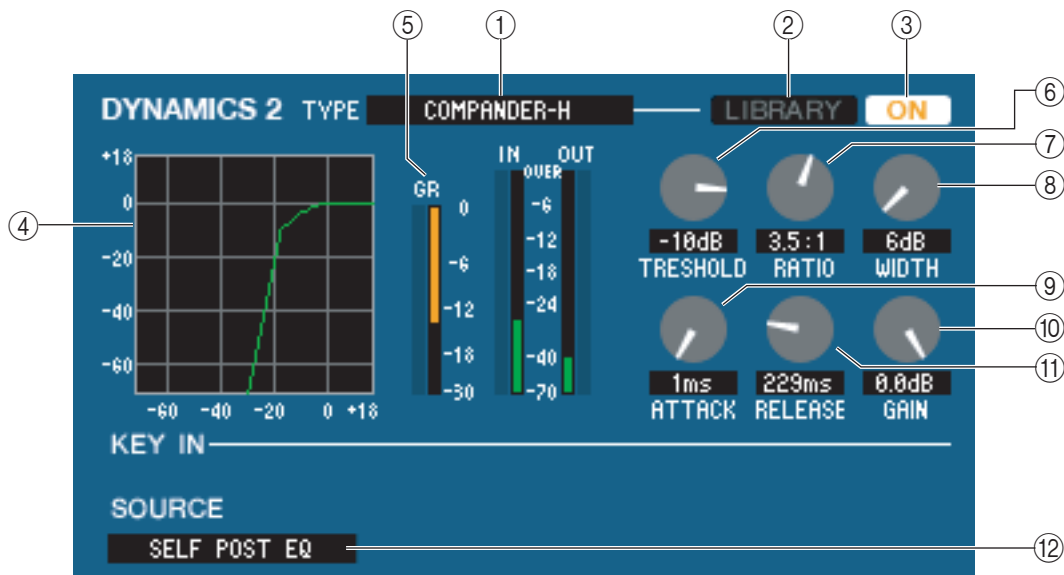 ⑤ ① ② ③
DYNAMICS 2 TYPE COMPANDER-H LIBRARY ON
⑥
⑦
⑧
④
⑨
⑩
⑪
+18
0
-20
-40
-60
-60 -40 -20 0 +18
GR
0
-6
-12
-18
-30
IN OUT
OVER
-6
-12
-18
-24
-40
-70
-10dB 3.5:1 6dB
TRESHOLD RATIO WIDTH
1ms 229ms 0.0dB
ATTACK RELEASE GAIN
KEY IN
SOURCE
SELF POST EQ ⑫